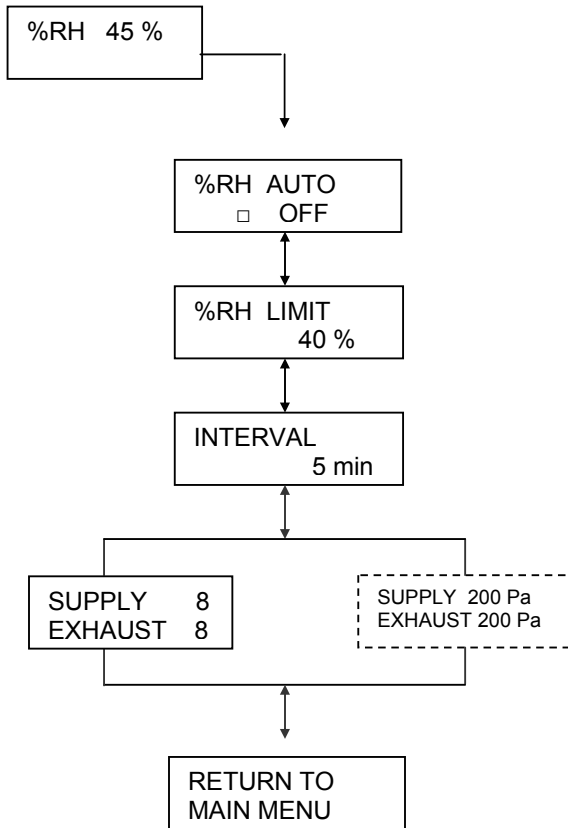 %RH 45 %
%RH AUTO
□ OFF
%RH LIMIT
40 %
INTERVAL
5 min
SUPPLY 8
EXHAUST 8
SUPPLY 200 Pa
EXHAUST 200 Pa
RETURN TO
MAIN MENU